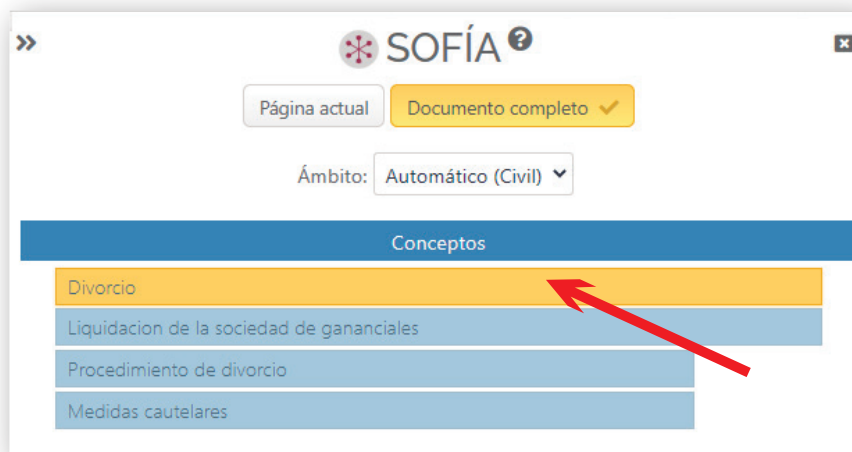 SOFÍA ?
Página actual Documento completo
Ámbito: Automático (Civil)
Conceptos
Divorcio
Liquidacion de la sociedad de gananciales
Procedimiento de divorcio
Medidas cautelares